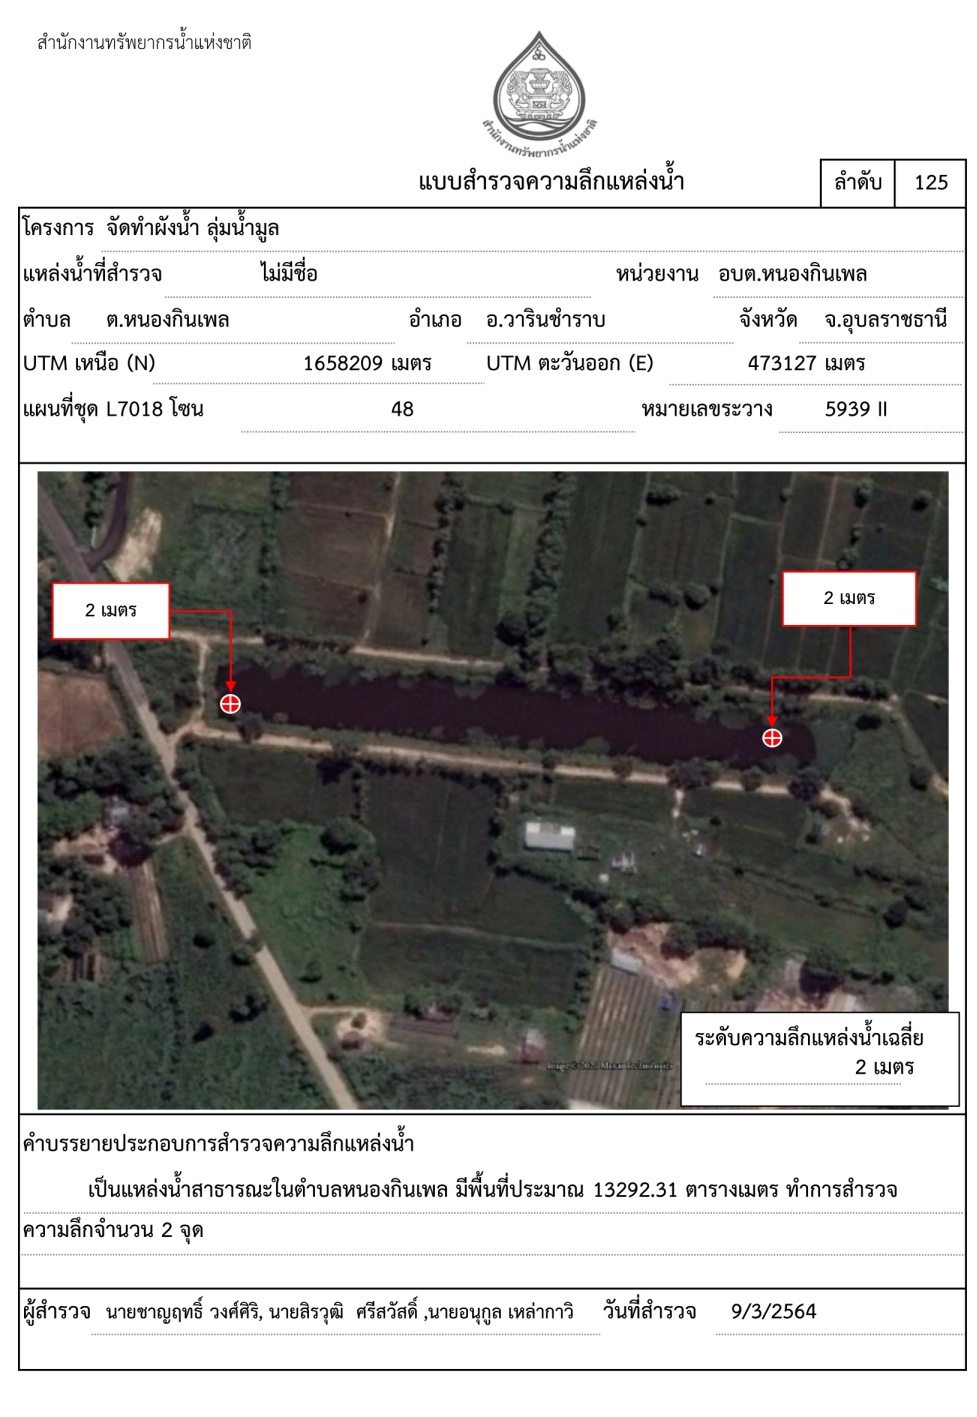 สำนักงานทรัพยากรน้ำแห่งชาติ
สำนักงานทรัพยากรน้ำแห่งชาติ
แบบสำรวจความลึกแหล่งน้ำ ลำดับ 125
โครงการ จัดทำผังน้ำ ลุ่มน้ำมูล
แหล่งน้ำที่สำรวจ ไม่มีชื่อ หน่วยงาน อบต.หนองกินเพล
ตำบล ต.หนองกินเพล อำเภอ อ.วารินชำราบ จังหวัด จ.อุบลราชธานี
UTM เหนือ (N) 1658209 เมตร UTM ตะวันออก (E) 473127 เมตร
แผนที่ชุด L7018 โซน 48 หมายเลขระวาง 5939 II
2 เมตร
2 เมตร
ระดับความลึกแหล่งน้ำเฉลี่ย
2 เมตร
คำบรรยายประกอบการสำรวจความลึกแหล่งน้ำ
เป็นแหล่งน้ำสาธารณะในตำบลหนองกินเพล มีพื้นที่ประมาณ 13292.31 ตารางเมตร ทำการสำรวจ
ความลึกจำนวน 2 จุด
ผู้สำรวจ นายชาญฤทธิ์ วงศ์ศิริ, นายสิรวุฒิ ศรีสวัสดิ์ ,นายอนุกูล เหล่ากาวิ วันที่สำรวจ 9/3/2564